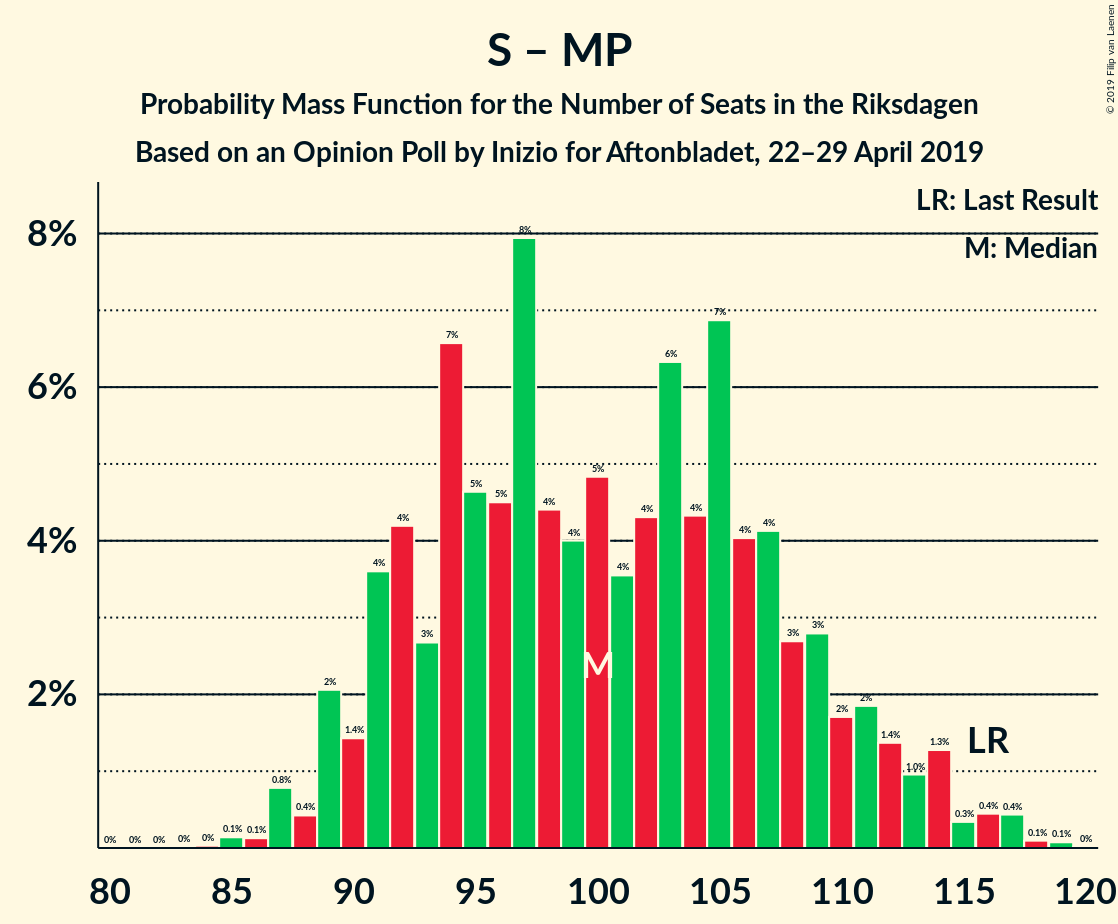 S – MP
Probability Mass Function for the Number of Seats in the Riksdagen
Based on an Opinion Poll by Inizio for Aftonbladet, 22–29 April 2019
© 2019 Filip van Laenen
LR: Last Result
M: Median
8%
6%
4%
2%
0% 0% 0% 0% 0% 0.1% 0.1% 0.8% 0.4% 2% 1.4% 4% 4% 3% 7% 5% 5% 8% 4% 4% 5% 4% 4% 6% 4% 7% 4% 4% 3% 3% 2% 2% 1.4% 1.0% 1.3% 0.3% 0.4% 0.4% 0.1% 0.1% 0%
M
LR
80 85 90 95 100 105 110 115 120